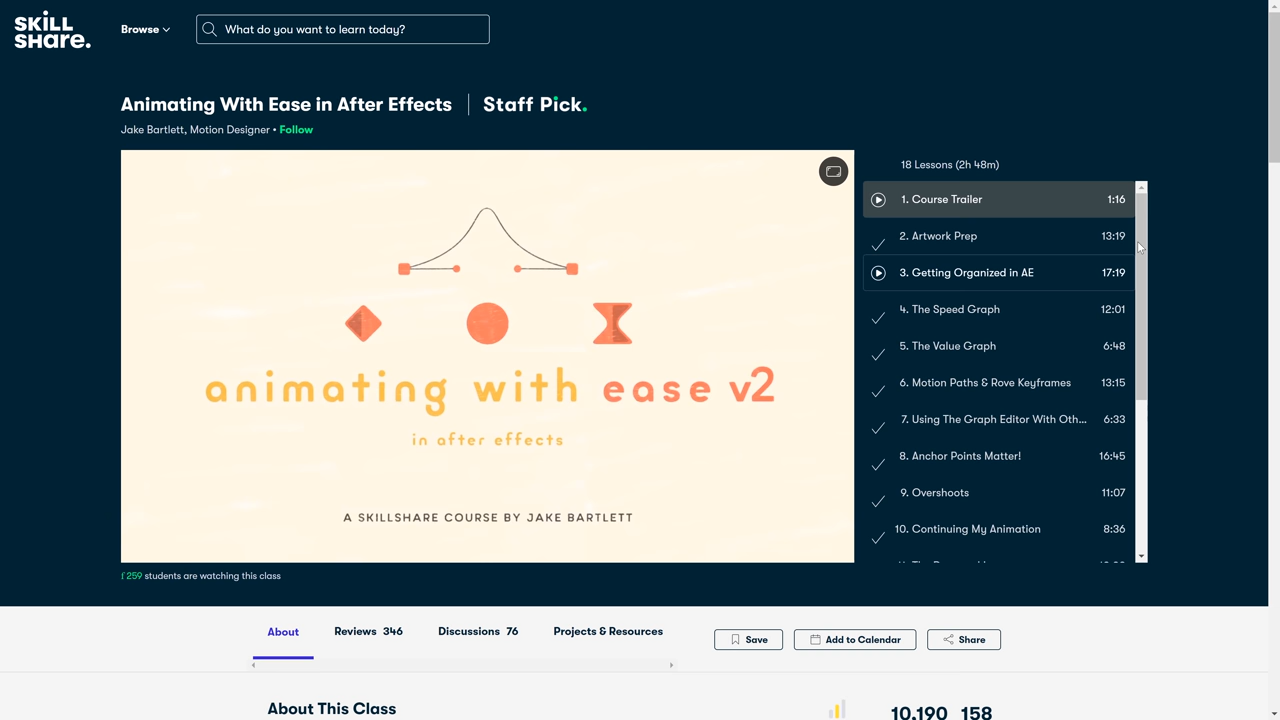 SKILL
SHare.
Browse
What do you want to learn today?
Animating With Ease in After Effects
Staff Pick.
Jake Bartlett, Motion Designer • Follow
18 Lessons (2h 48m)
1. Course Trailer 1:16
2. Artwork Prep 13:19
3. Getting Organized in AE 17:19
4. The Speed Graph 12:01
5. The Value Graph 6:48
6. Motion Paths & Rove Keyframes 13:15
7. Using The Graph Editor With Oth... 6:33
8. Anchor Points Matter! 16:45
9. Overshoots 11:07
10. Continuing My Animation 8:36
animating with ease v2
in after effects
A SKILLSHARE COURSE BY JAKE BARTLETT
259 students are watching this class
About
Reviews 346
Discussions 76
Projects & Resources
Save
Add to Calendar
Share
About This Class
10,190 158